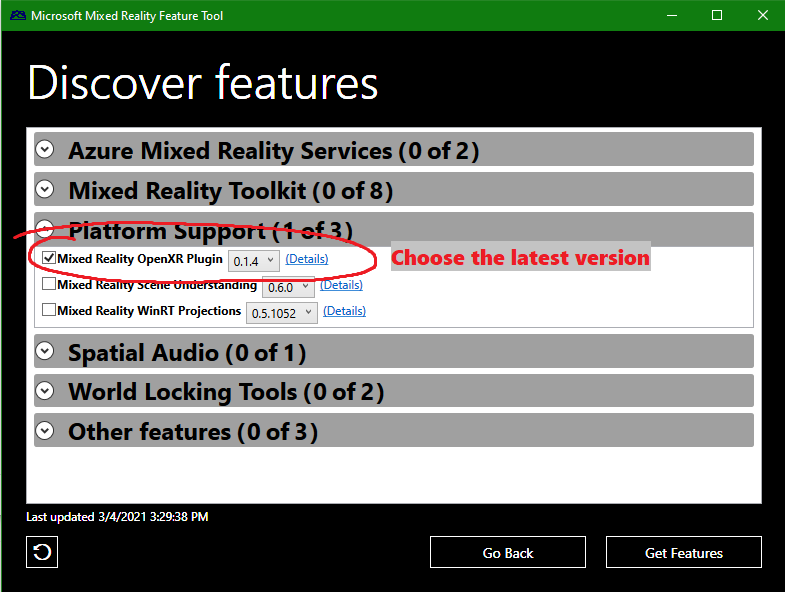 Microsoft Mixed Reality Feature Tool
Discover features
Azure Mixed Reality Services (0 of 2)
Mixed Reality Toolkit (0 of 8)
Platform Support (1 of 3)
Mixed Reality OpenXR Plugin 0.1.4 (Details) Choose the latest version
Mixed Reality Scene Understanding 0.6.0 (Details)
Mixed Reality WinRT Projections 0.5.1052 (Details)
Spatial Audio (0 of 1)
World Locking Tools (0 of 2)
Other features (0 of 3)
Last updated 3/4/2021 3:29:38 PM
Go Back Get Features